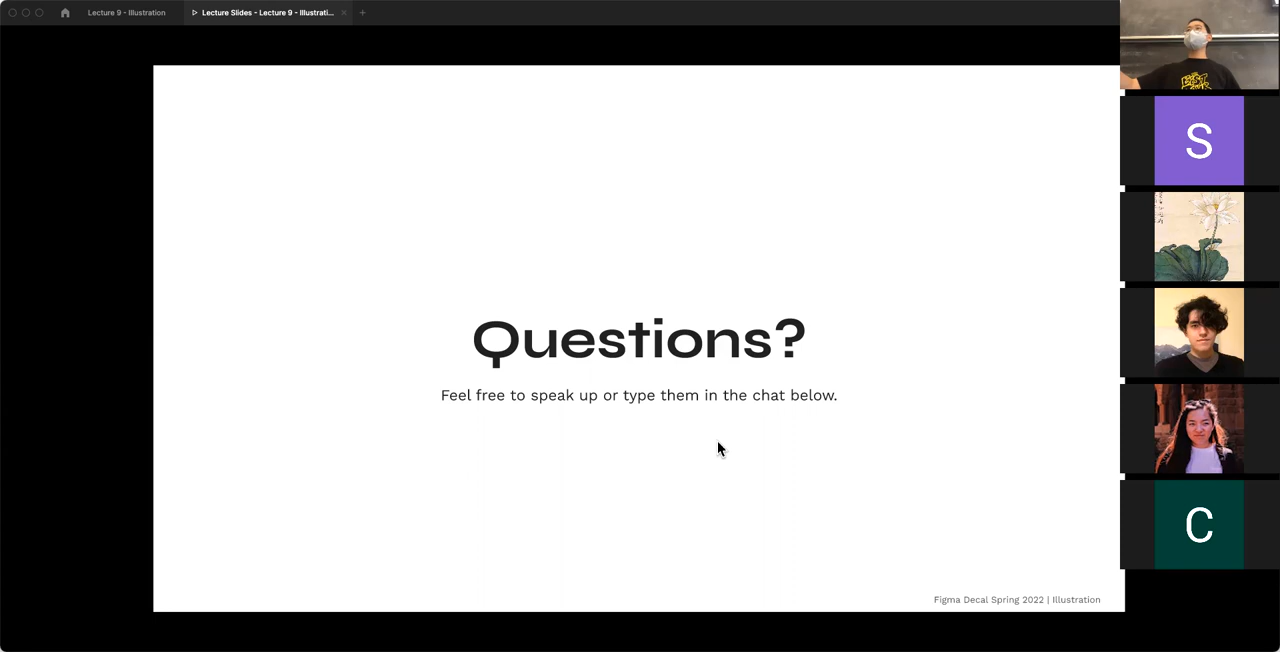 Lecture 9 - Illustration
Lecture Slides - Lecture 9 - Illustrati...
Questions?
Feel free to speak up or type them in the chat below.
Figma Decal Spring 2022 | Illustration
S
C